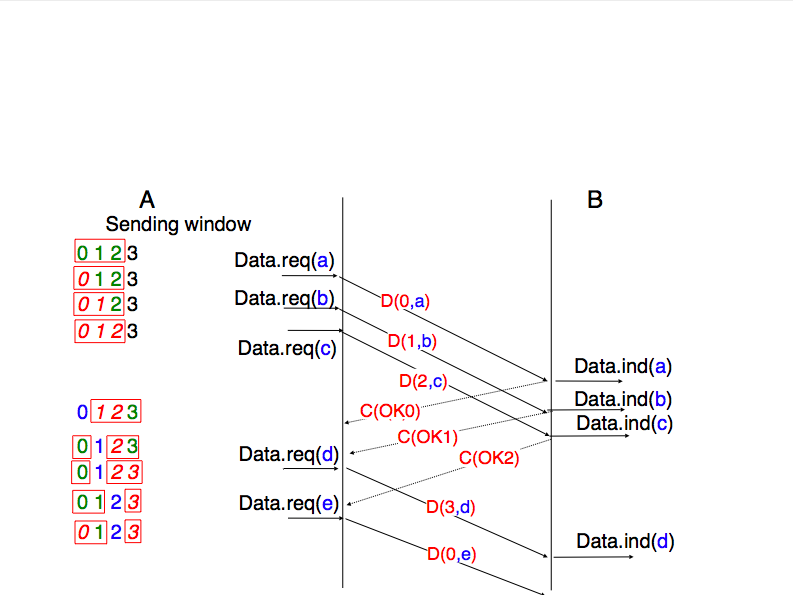 A
B
Sending window
0 1 2 3
Data.req(a)
0 1 2 3
Data.req(b)
D(0,a)
0 1 2 3
0 1 2 3
D(1,b)
Data.req(c)
Data.ind(a)
D(2,c)
Data.ind(b)
0 1 2 3
C(OK0)
Data.ind(c)
C(OK1)
0 1 2 3
Data.req(d)
C(OK2)
0 1 2 3
0 1 2 3
Data.req(e)
D(3,d)
0 1 2 3
Data.ind(d)
D(0,e)